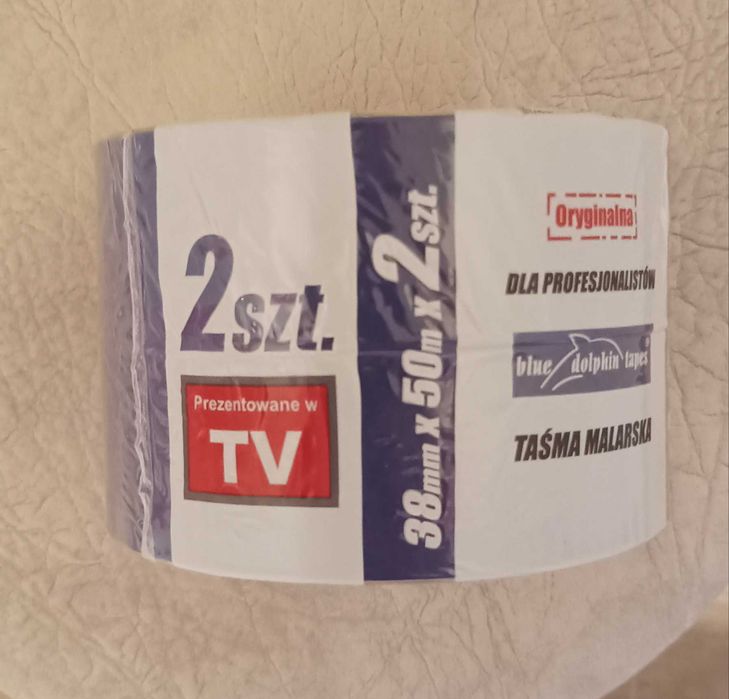 2szt.
Prezentowane w
TV
38mm X 50m X 2szt.
Oryginalna
DLA PROFESJONALISTÓW
blue dolphin tapes®
TAŚMA MALARSKA